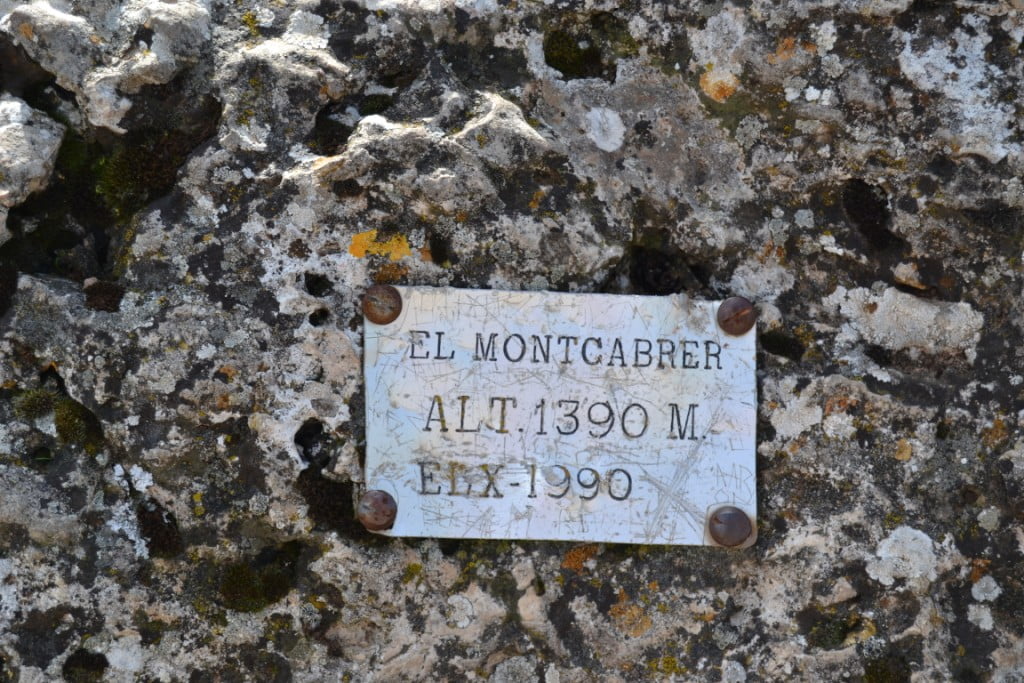 EL MONTCABRER
ALT. 1390 M.
ELX-1990